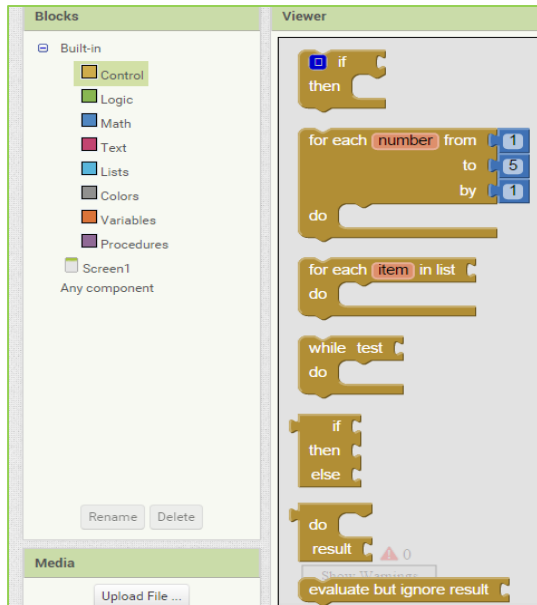 Blocks
Built-in
Control
Logic
Math
Text
Lists
Colors
Variables
Procedures
Screen1
Any component
Rename Delete
Media
Upload File ...
Viewer
if
then
for each number from 1
to 5
by 1
do
for each item in list
do
while test
do
if
then
else
do
result
0
Show Warnings
evaluate but ignore result